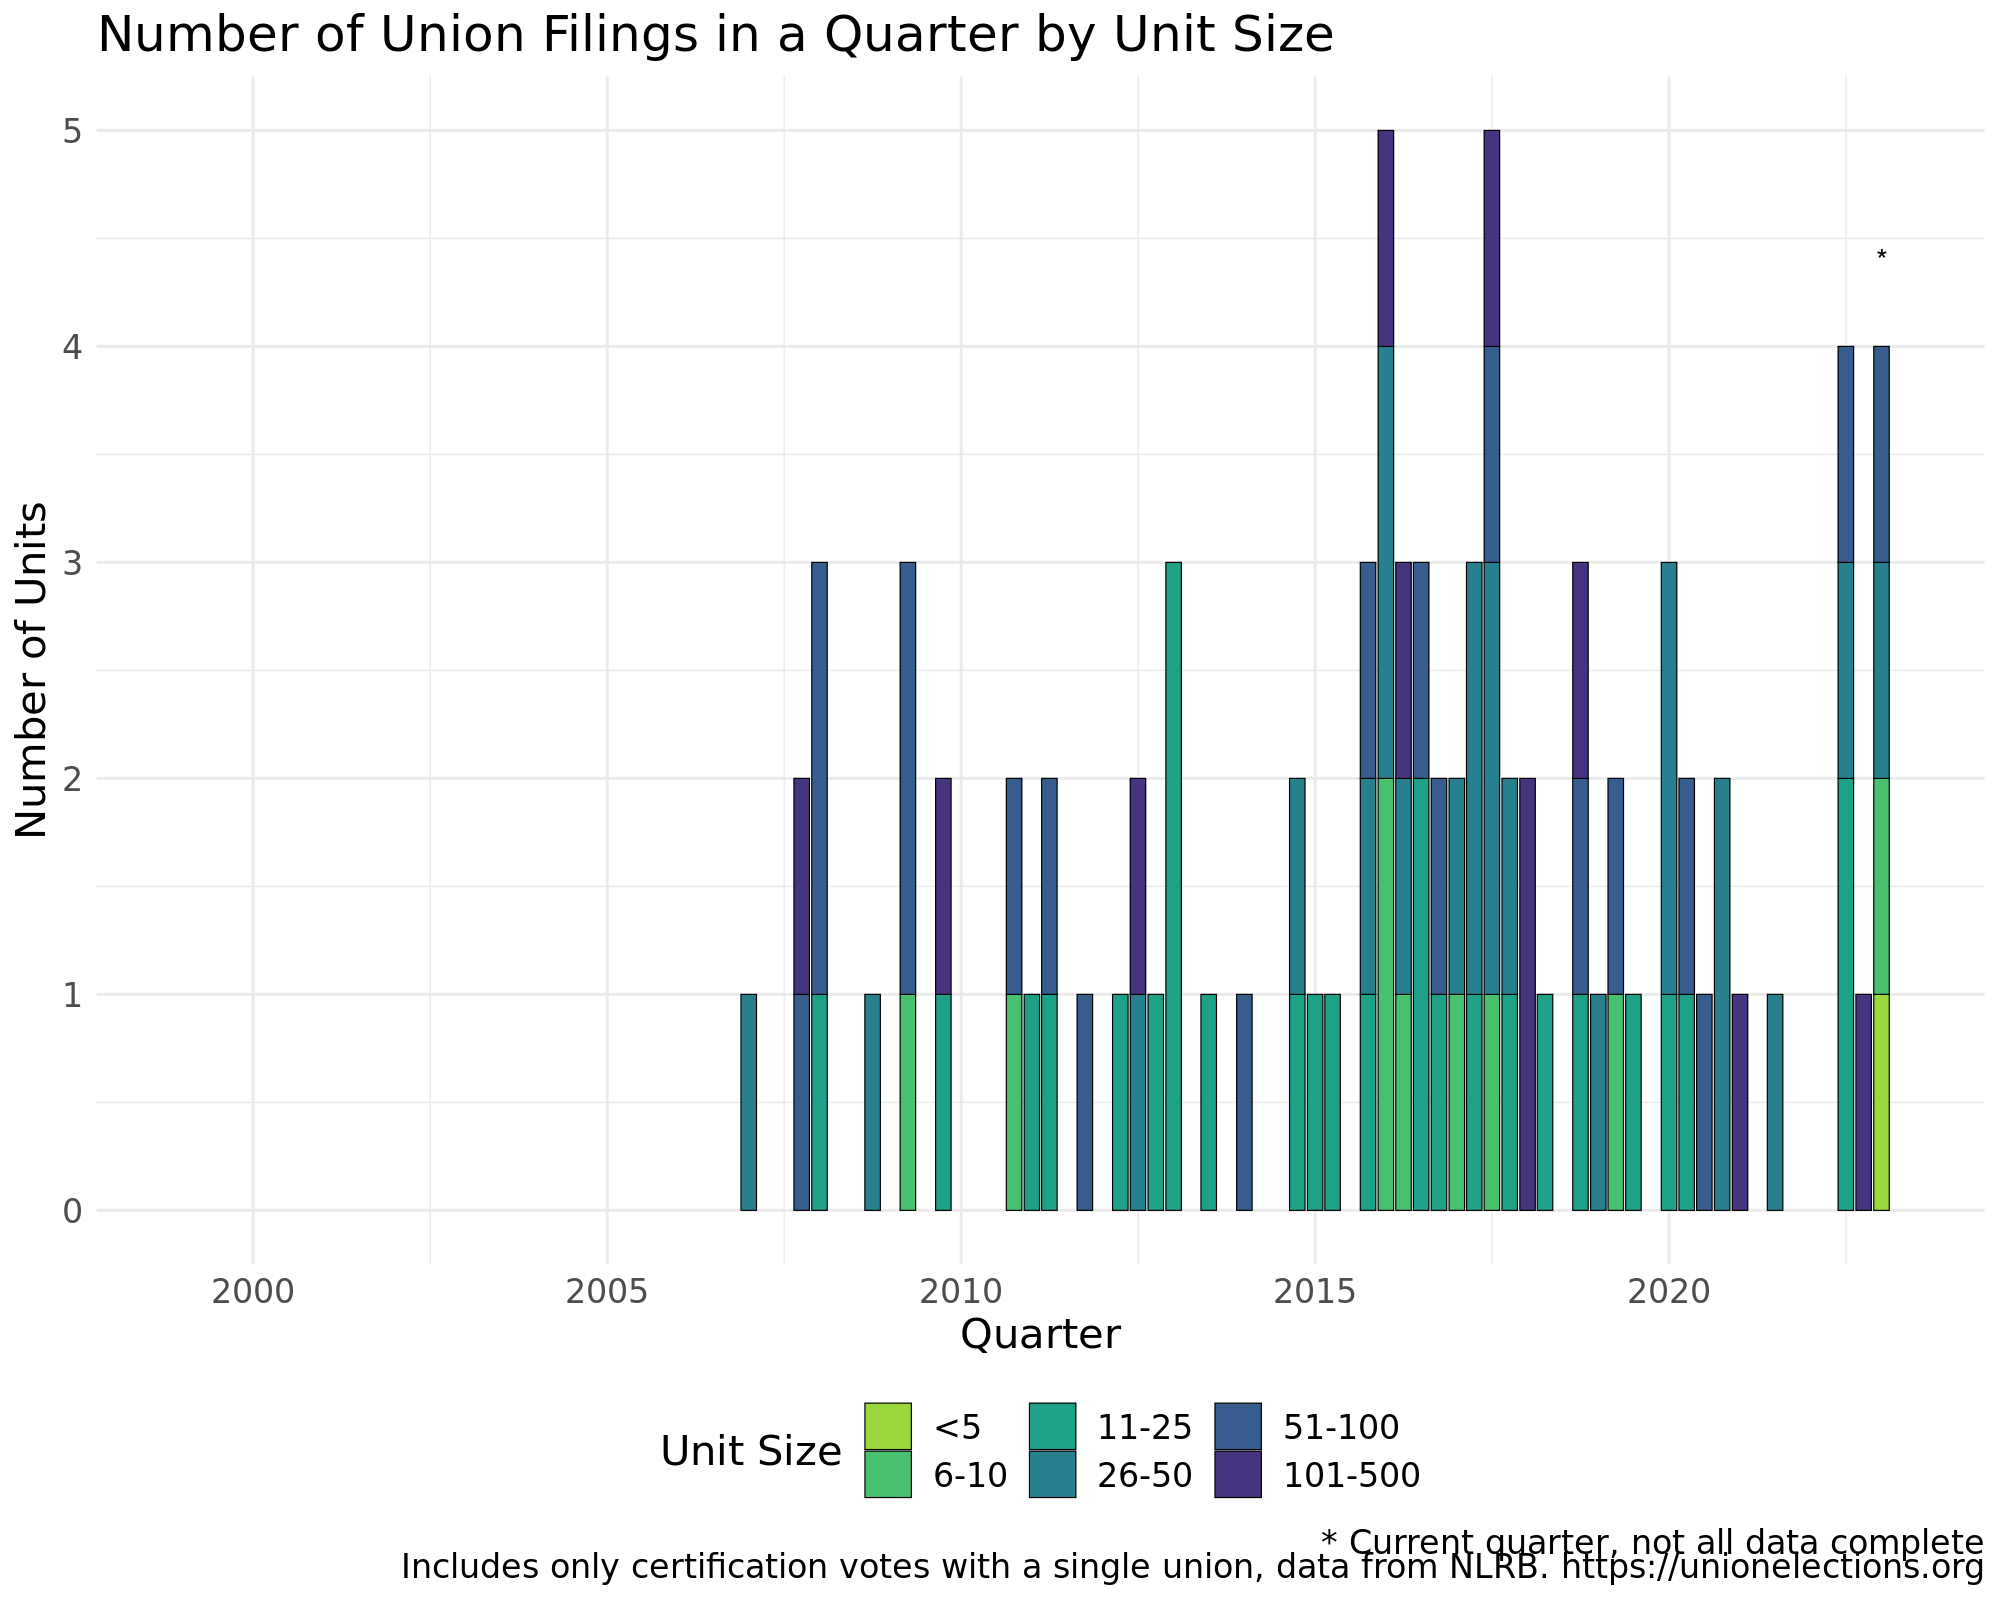 Number of Union Filings in a Quarter by Unit Size
Number of Units
5
4
3
2
1
0
*
2000 2005 2010 2015 2020
Quarter
Unit Size
<5 11-25 51-100
6-10 26-50 101-500
* Current quarter, not all data complete
Includes only certification votes with a single union, data from NLRB. https://unionelections.org